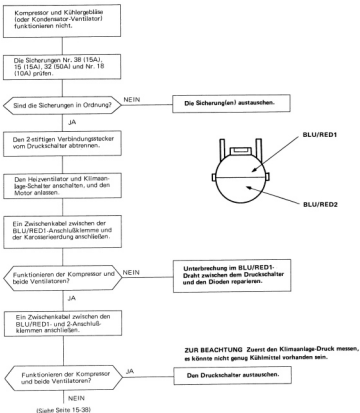 Kompressor und Kühlergebläse
(oder Kondensator-Ventilator)
funktionieren nicht.
Die Sicherungen Nr. 38 (15A),
15 (15A), 32 (50A) und Nr. 18
(10A) prüfen.
Sind die Sicherungen in Ordnung?
NEIN
Die Sicherung(en) austauschen.
JA
Den 2-stiftigen Verbindungsstecker
vom Druckschalter abtrennen.
BLU/RED1
Den Heizventilator und Klimaan-
lage-Schalter anschalten, und den
Motor anlassen.
BLU/RED2
Ein Zwischenkabel zwischen der
BLU/RED1-Anschlußklemme und
der Karosserieerdung anschließen.
Funktionieren der Kompressor und
beide Ventilatoren?
NEIN
Unterbrechung im BLU/RED1-
Draht zwischen dem Druckschalter
und den Dioden reparieren.
JA
Ein Zwischenkabel zwischen den
BLU/RED1- und 2-Anschluß-
klemmen anschließen.
ZUR BEACHTUNG Zuerst den Klimaanlage-Druck messen,
es könnte nicht genug Kühlmittel vorhanden sein.
Funktionieren der Kompressor
und beide Ventilatoren?
JA
Den Druckschalter austauschen.
NEIN
(Siehe Seite 15-38)